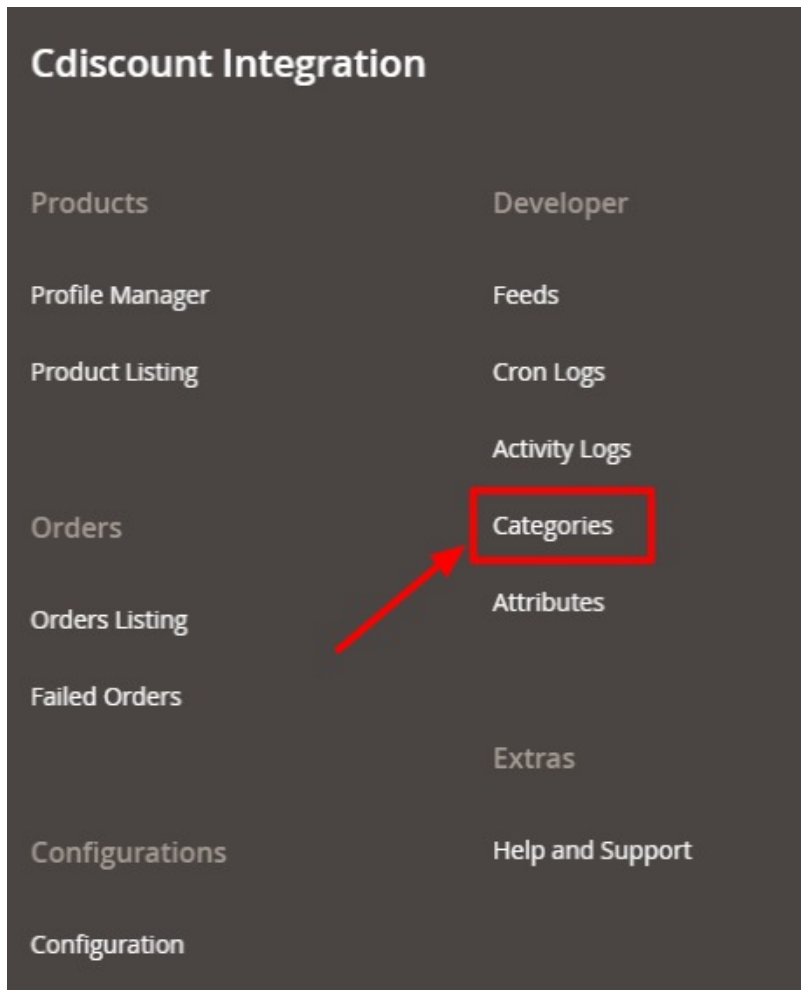 Cdiscount Integration
Products
Profile Manager
Product Listing
Orders
Orders Listing
Failed Orders
Configurations
Configuration
Developer
Feeds
Cron Logs
Activity Logs
Categories
Attributes
Extras
Help and Support